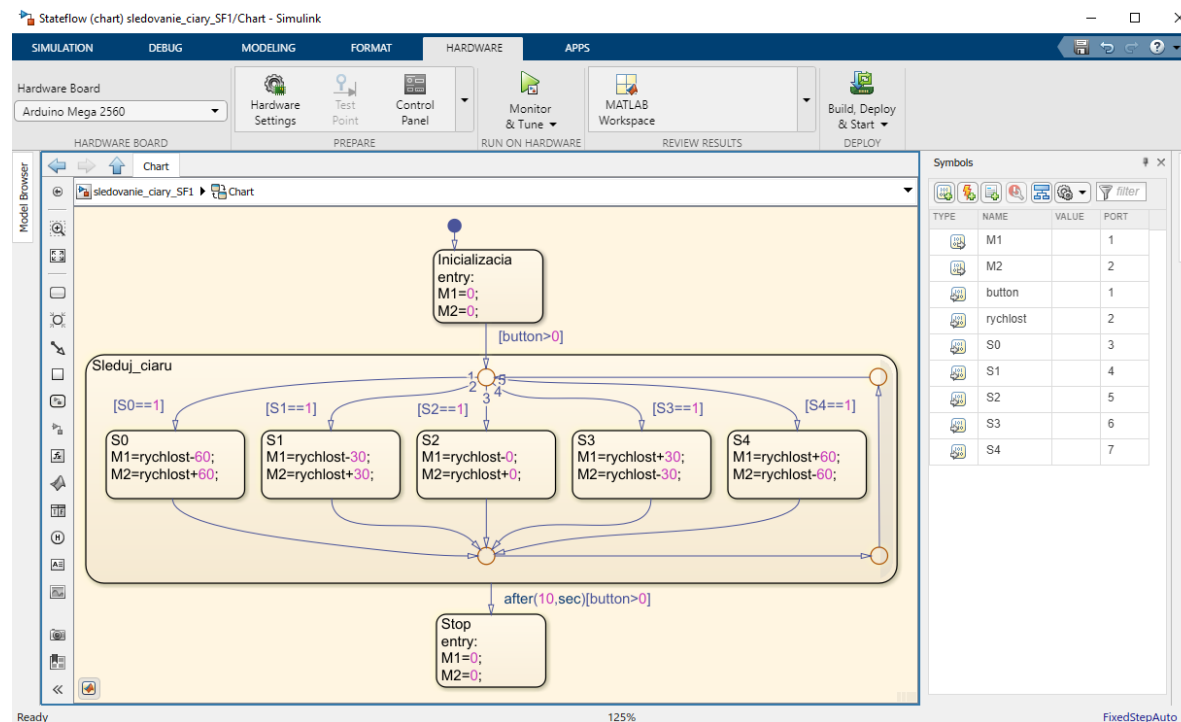 Stateflow (chart) sledovanie_ciary_SF1/Chart - Simulink
SIMULATION DEBUG MODELING FORMAT HARDWARE APPS
Hardware Board
Arduino Mega 2560
Hardware Settings
Test Point
Control Panel
Monitor & Tune
MATLAB Workspace
Build, Deploy & Start
HARDWARE BOARD PREPARE RUN ON HARDWARE REVIEW RESULTS DEPLOY
Model Browser
Chart
sledovanie_ciary_SF1 Chart
Inicializacia
entry:
M1=0;
M2=0;
[button>0]
Sleduj_ciaru
1
2
3
4
5
[S0==1] [S1==1] [S2==1] [S3==1] [S4==1]
S0
M1=rychlost-60;
M2=rychlost+60;
S1
M1=rychlost-30;
M2=rychlost+30;
S2
M1=rychlost-0;
M2=rychlost+0;
S3
M1=rychlost+30;
M2=rychlost-30;
S4
M1=rychlost+60;
M2=rychlost-60;
after(10,sec)[button>0]
Stop
entry:
M1=0;
M2=0;
Symbols
filter
TYPE NAME VALUE PORT
M1 1
M2 2
button 1
rychlost 2
S0 3
S1 4
S2 5
S3 6
S4 7
Ready 125% FixedStepAuto